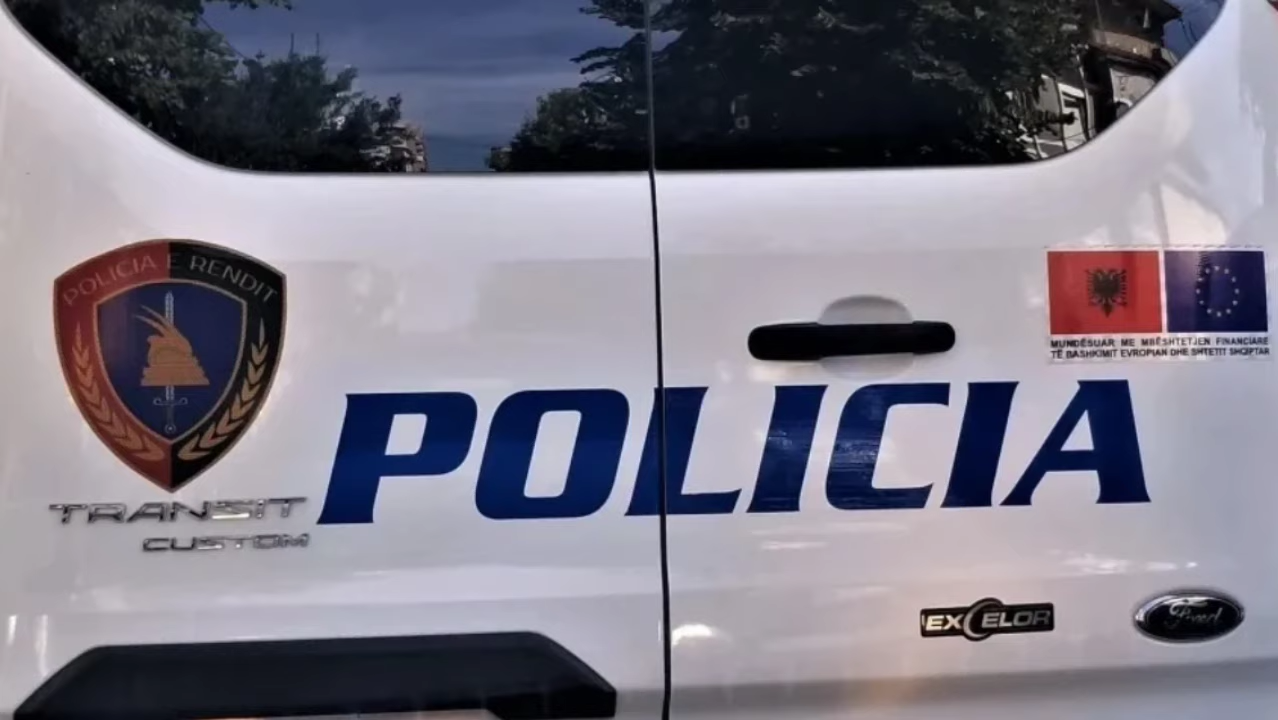 POLICIA E RENDIT
MUNDËSUAR ME MBËSHTETJEN FINANCIARE
TË BASHKIMIT EVROPIAN DHE SHTETIT SHQIPTAR
POLICIA
TRANSIT
CUSTOM
EXCELOR
Ford